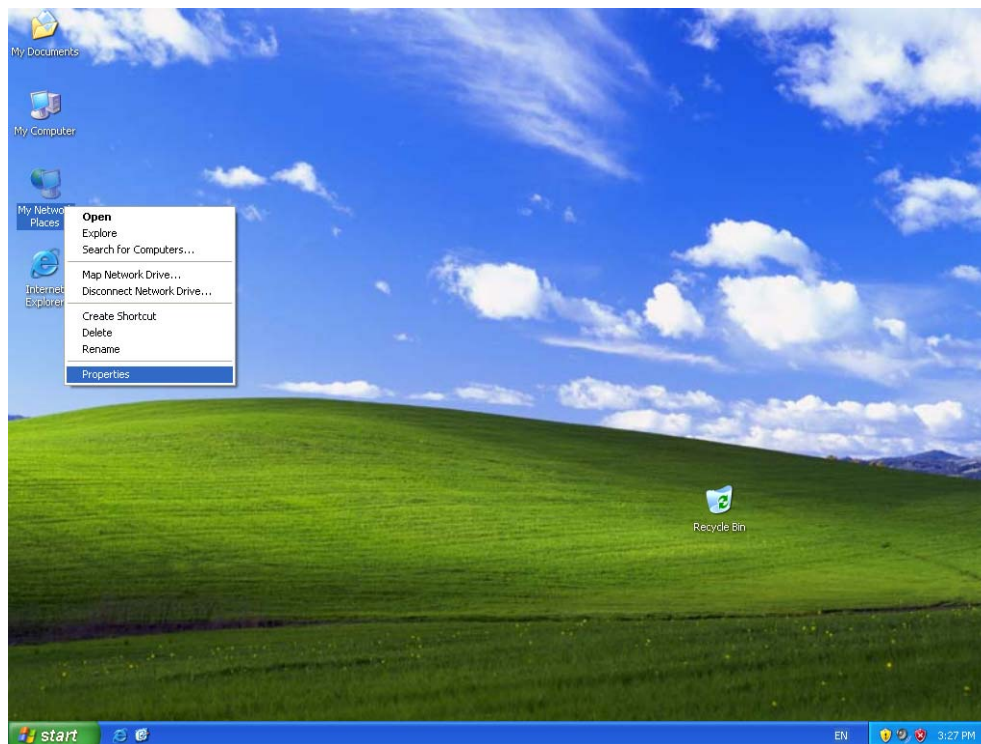 My Documents
My Computer
My Netwo
Places
Internet
Explorer
Open
Explore
Search for Computers...
Map Network Drive...
Disconnect Network Drive...
Create Shortcut
Delete
Rename
Properties
Recycle Bin
start
EN
3:27 PM